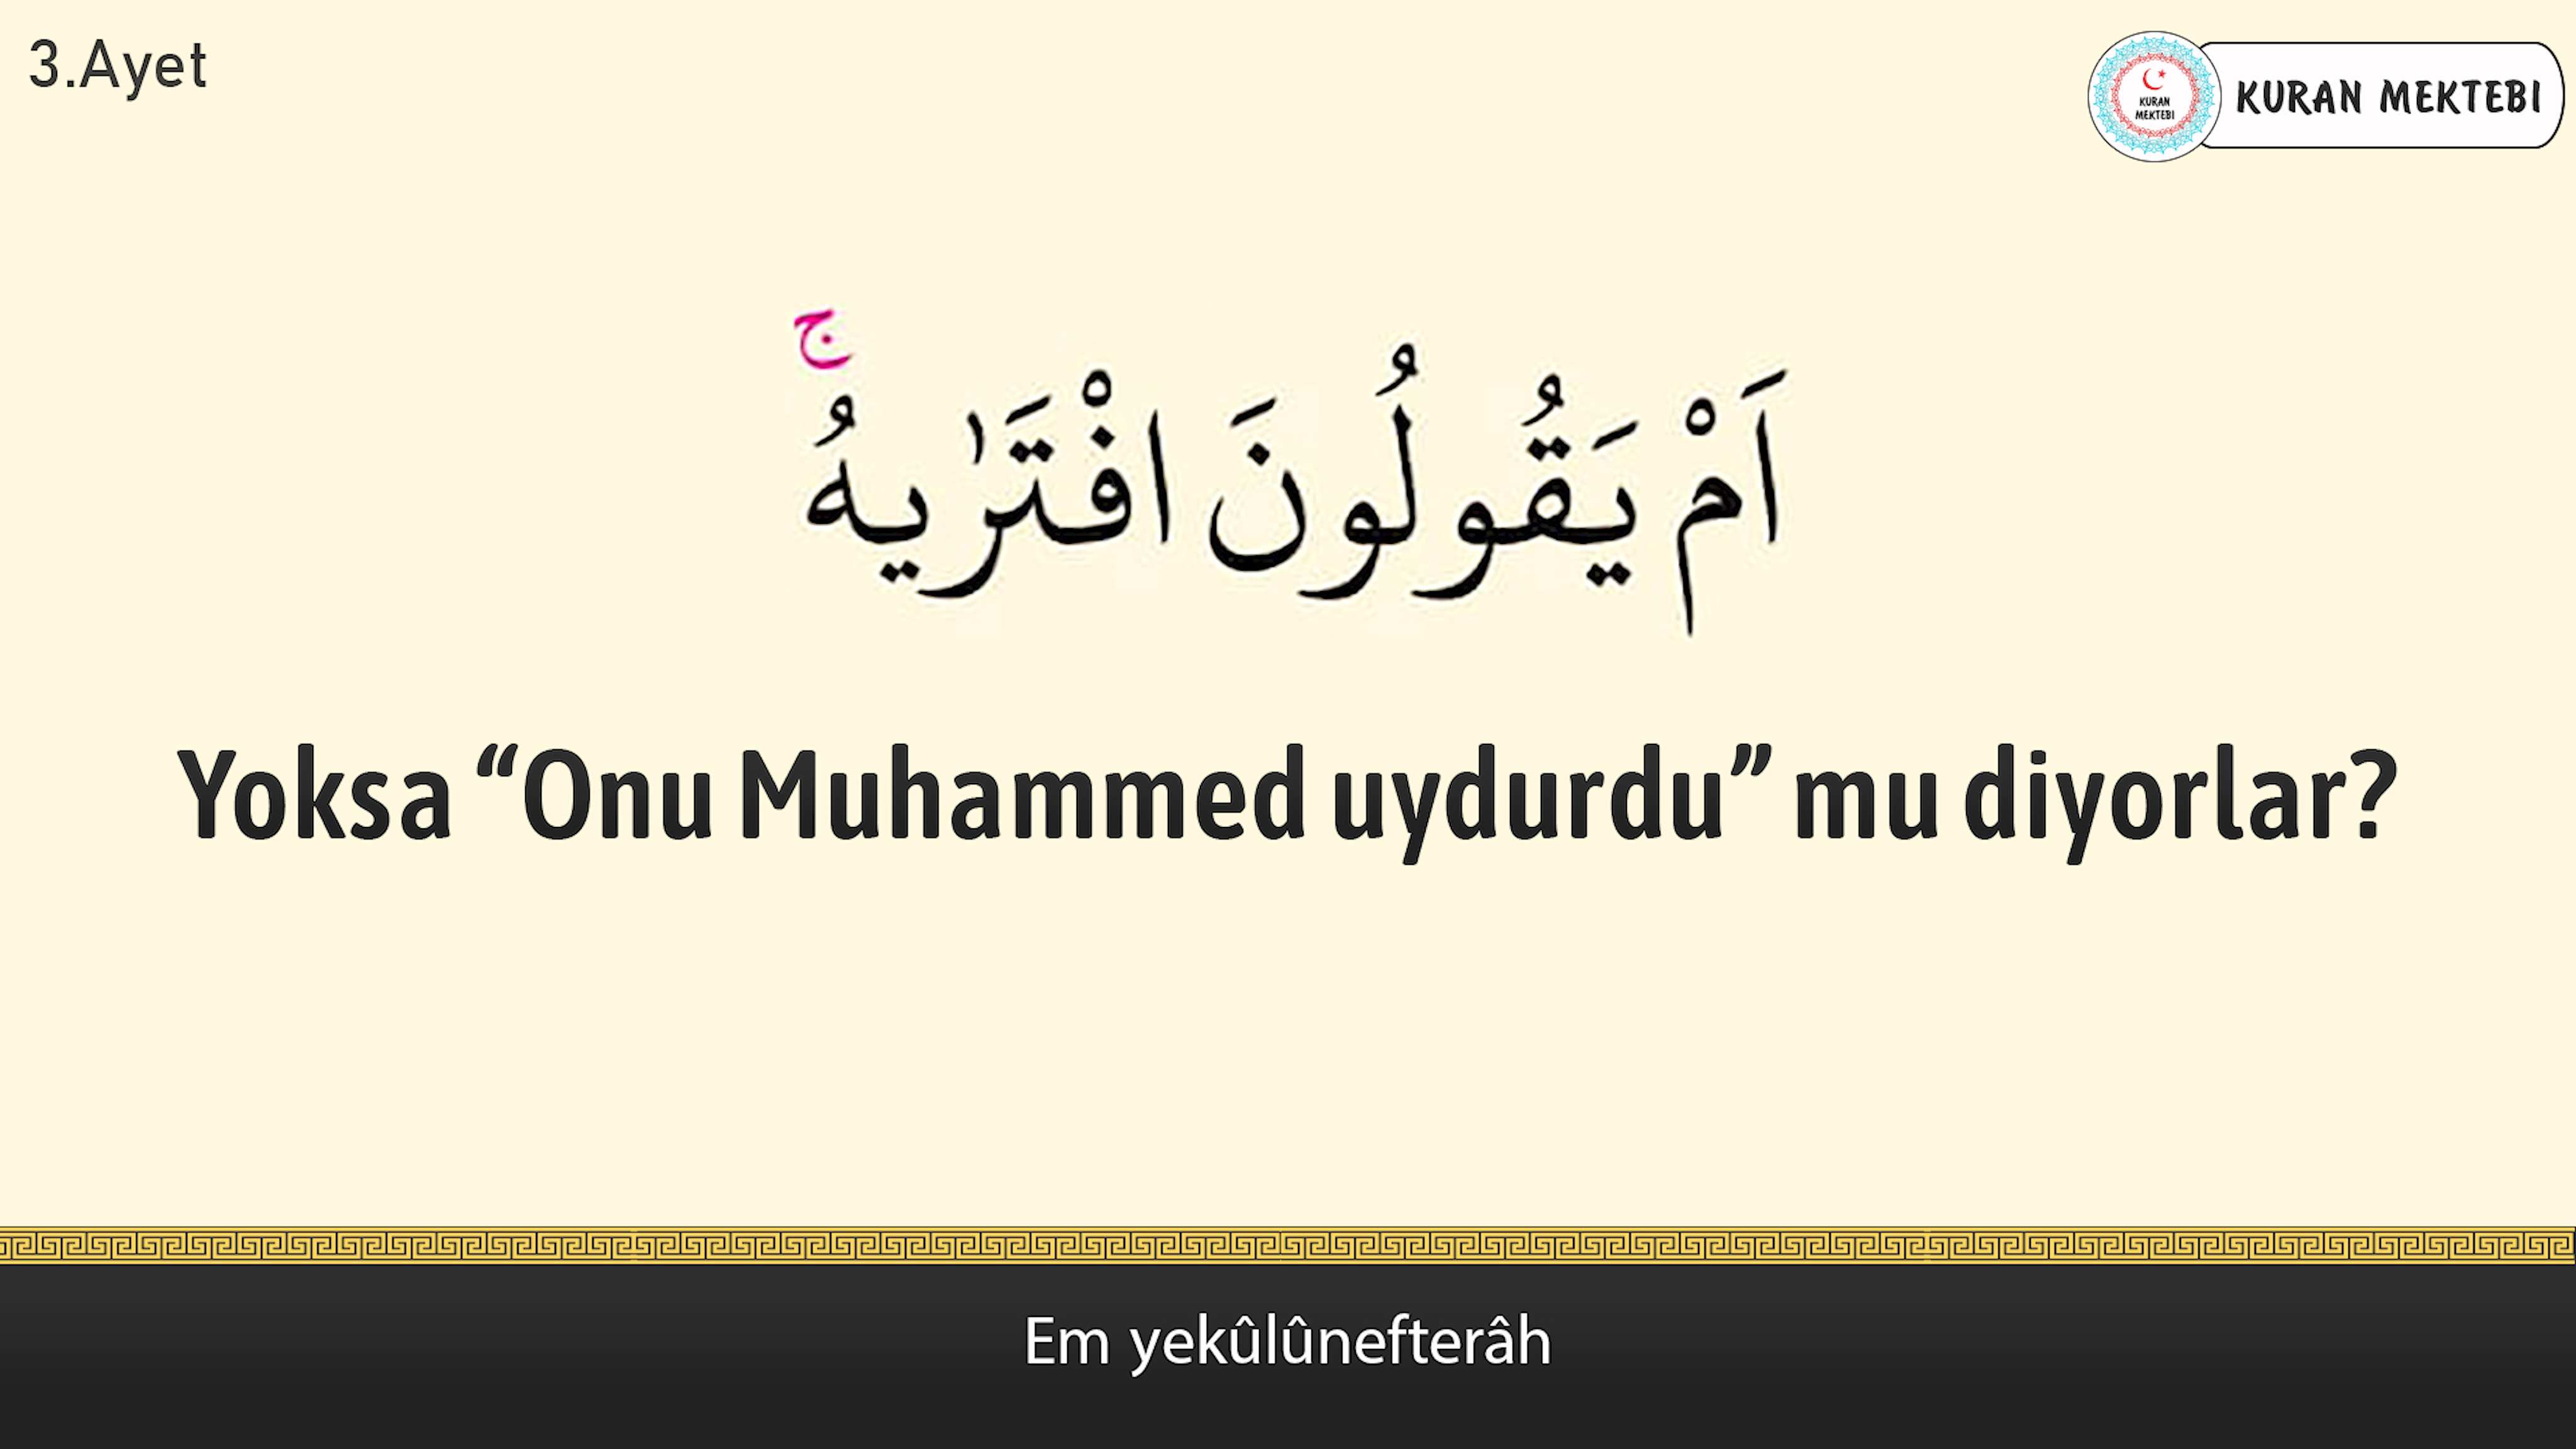 3.Ayet
KURAN
MEKTEBI
KURAN MEKTEBI
اَمْ يَقُولُونَ افْتَرٰيهُۚ
Yoksa “Onu Muhammed uydurdu” mu diyorlar?
Em yekûlûnefterâh